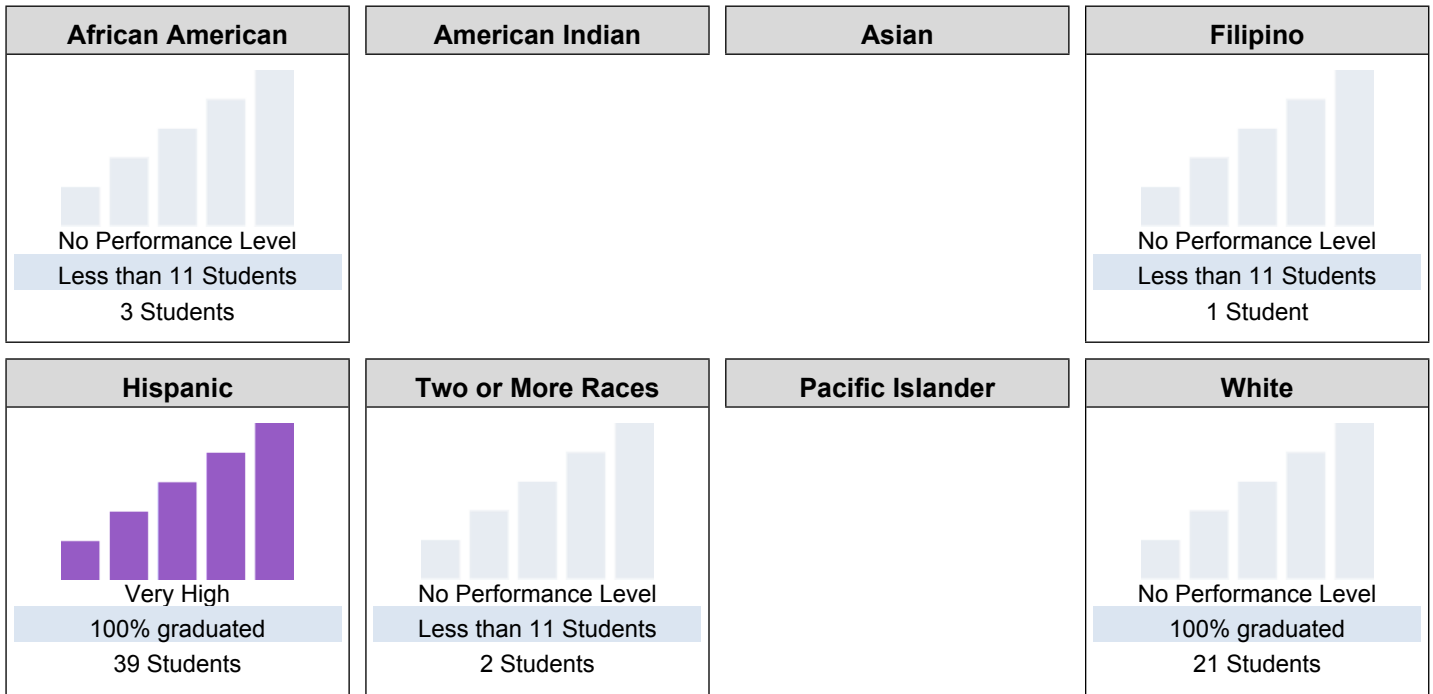 African American
American Indian
Asian
Filipino
No Performance Level
Less than 11 Students
3 Students
No Performance Level
Less than 11 Students
1 Student
Hispanic
Two or More Races
Pacific Islander
White
Very High
100% graduated
39 Students
No Performance Level
Less than 11 Students
2 Students
No Performance Level
100% graduated
21 Students